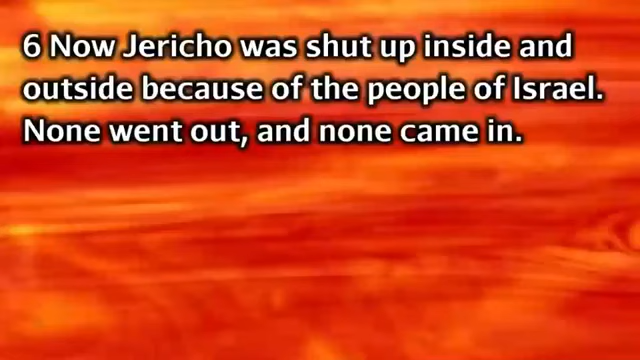 6 Now Jericho was shut up inside and
outside because of the people of Israel.
None went out, and none came in.